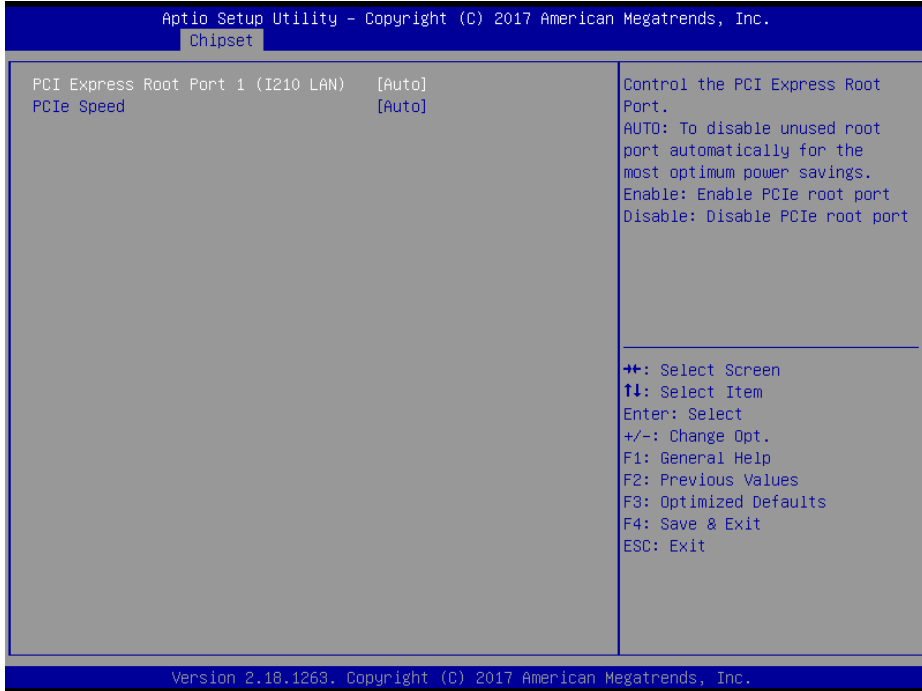 Aptio Setup Utility – Copyright (C) 2017 American Megatrends, Inc.
Chipset
PCI Express Root Port 1 (I210 LAN) [Auto]
PCIe Speed [Auto]
Control the PCI Express Root
Port.
AUTO: To disable unused root
port automatically for the
most optimum power savings.
Enable: Enable PCIe root port
Disable: Disable PCIe root port
→←: Select Screen
↑↓: Select Item
Enter: Select
+/-: Change Opt.
F1: General Help
F2: Previous Values
F3: Optimized Defaults
F4: Save & Exit
ESC: Exit
Version 2.18.1263. Copyright (C) 2017 American Megatrends, Inc.